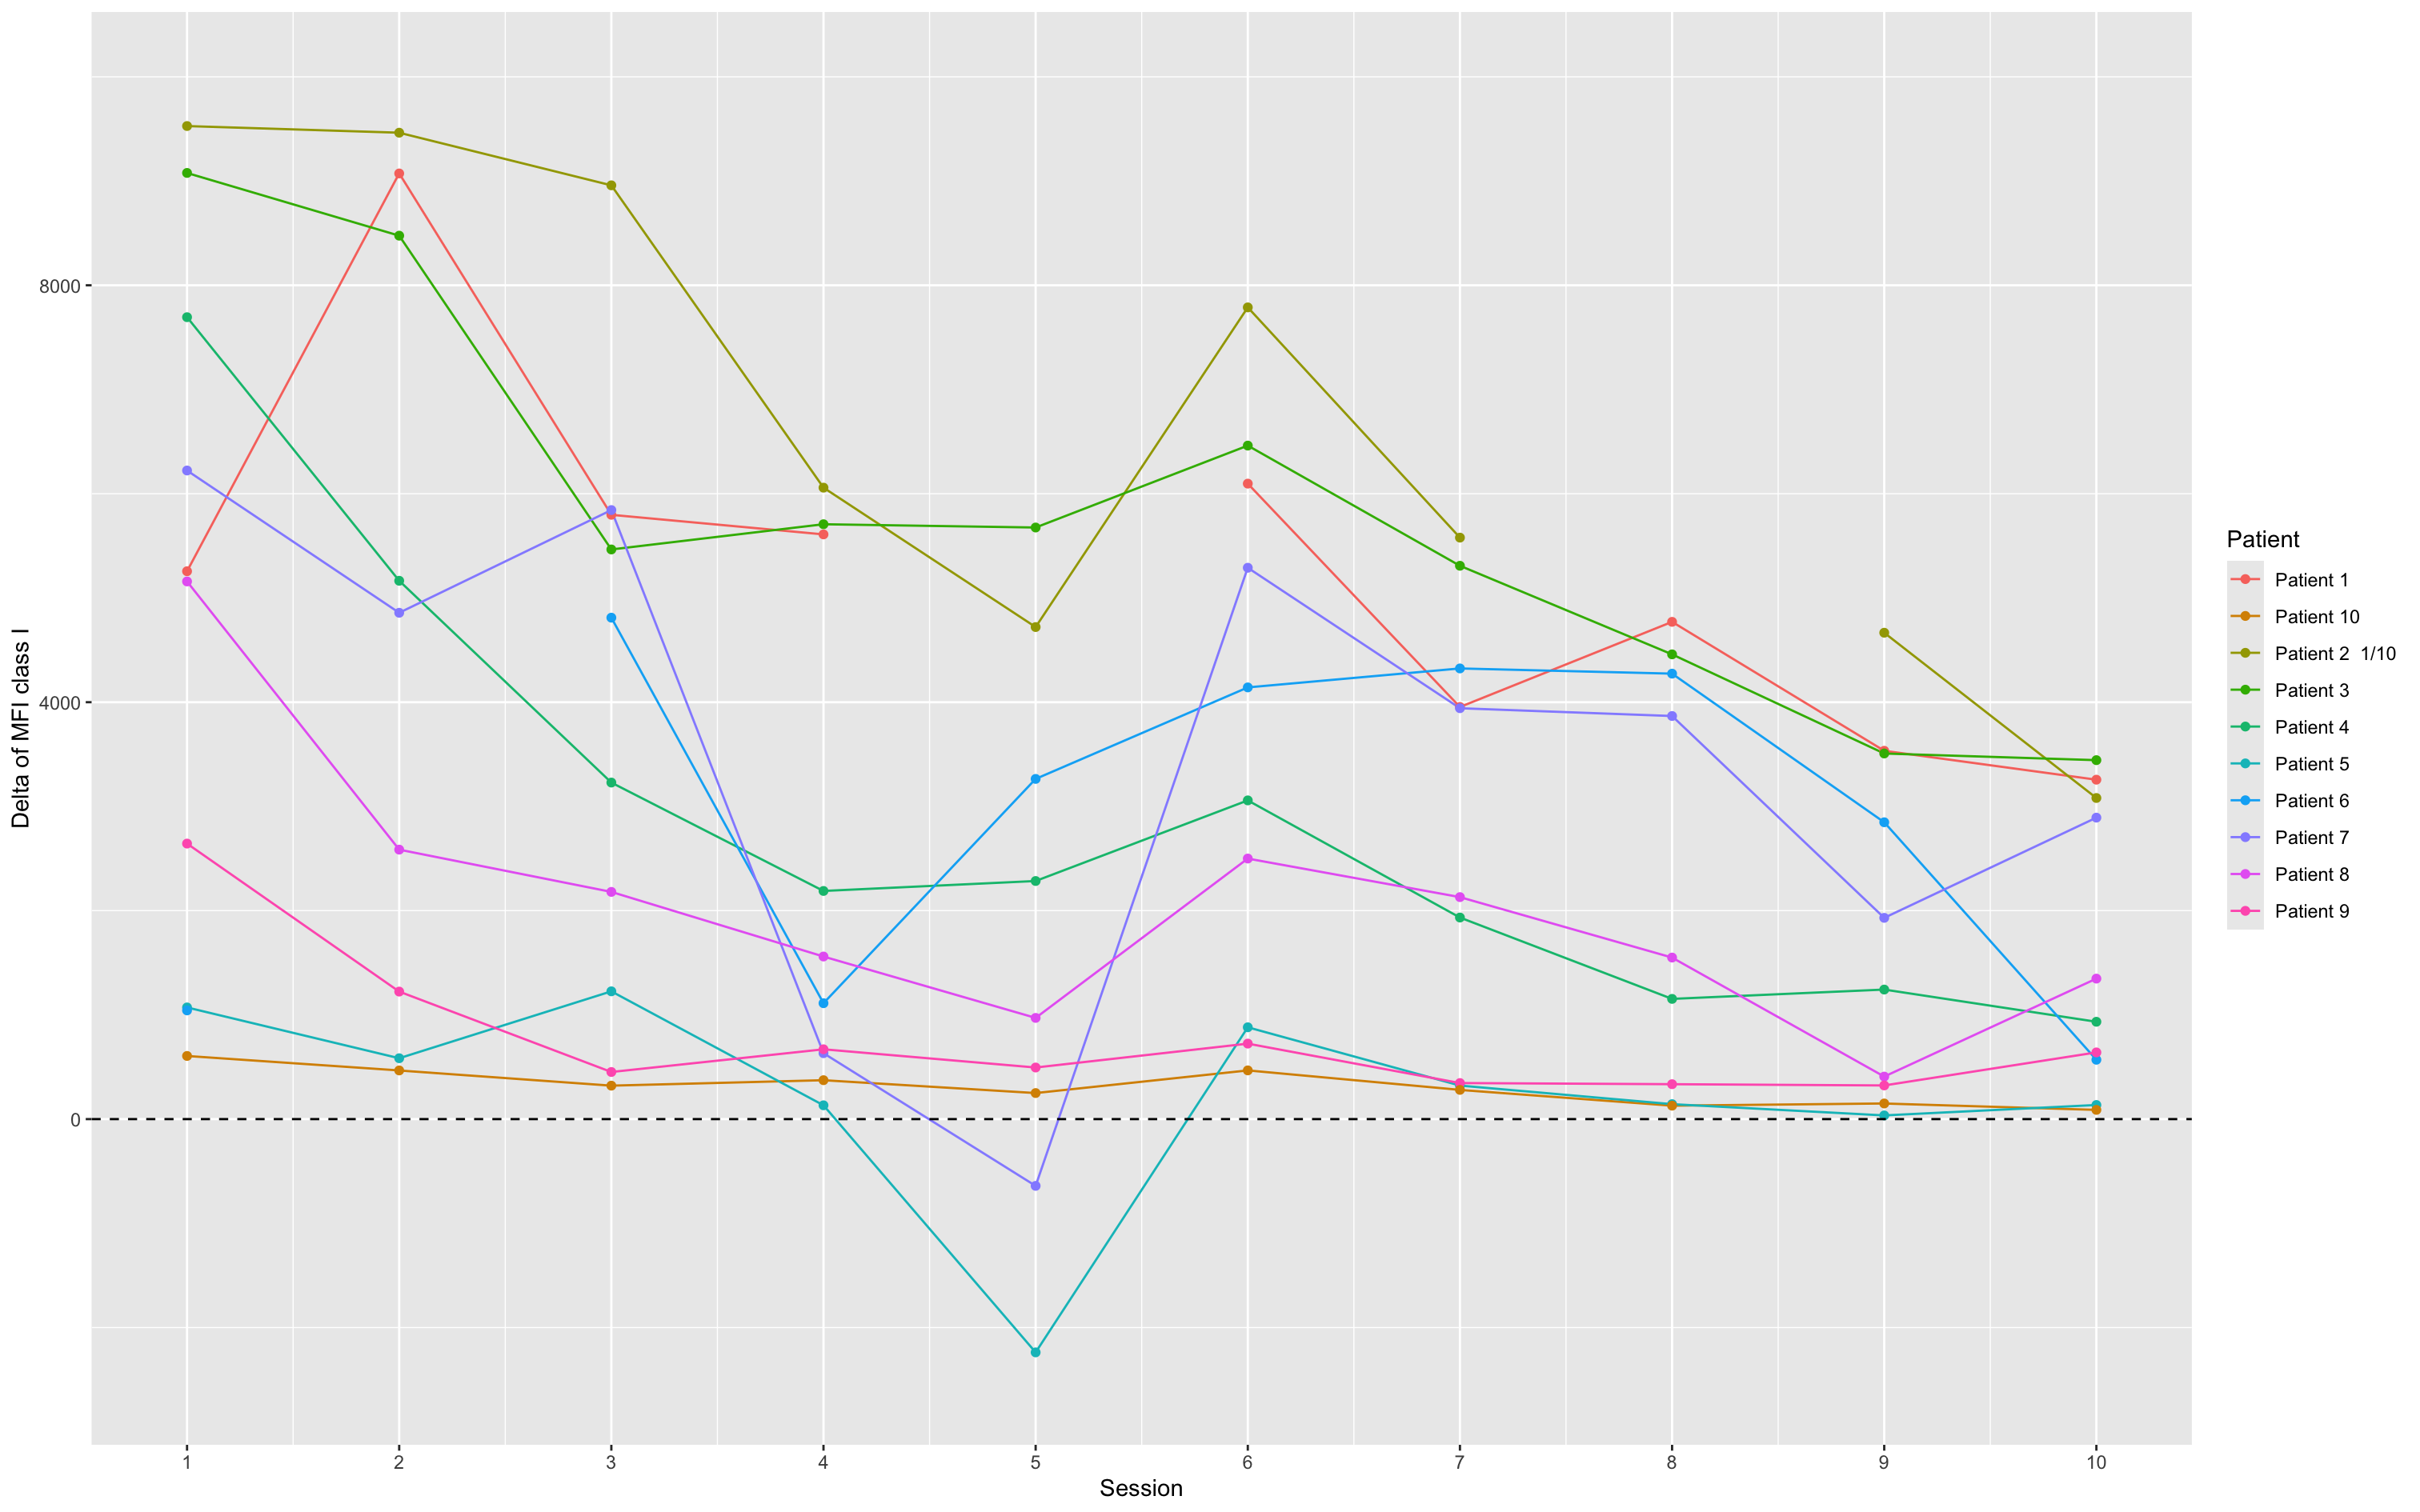 Delta of MFI class I
8000
4000
0
1 2 3 4 5 6 7 8 9 10
Session
Patient
Patient 1
Patient 10
Patient 2  1/10
Patient 3
Patient 4
Patient 5
Patient 6
Patient 7
Patient 8
Patient 9